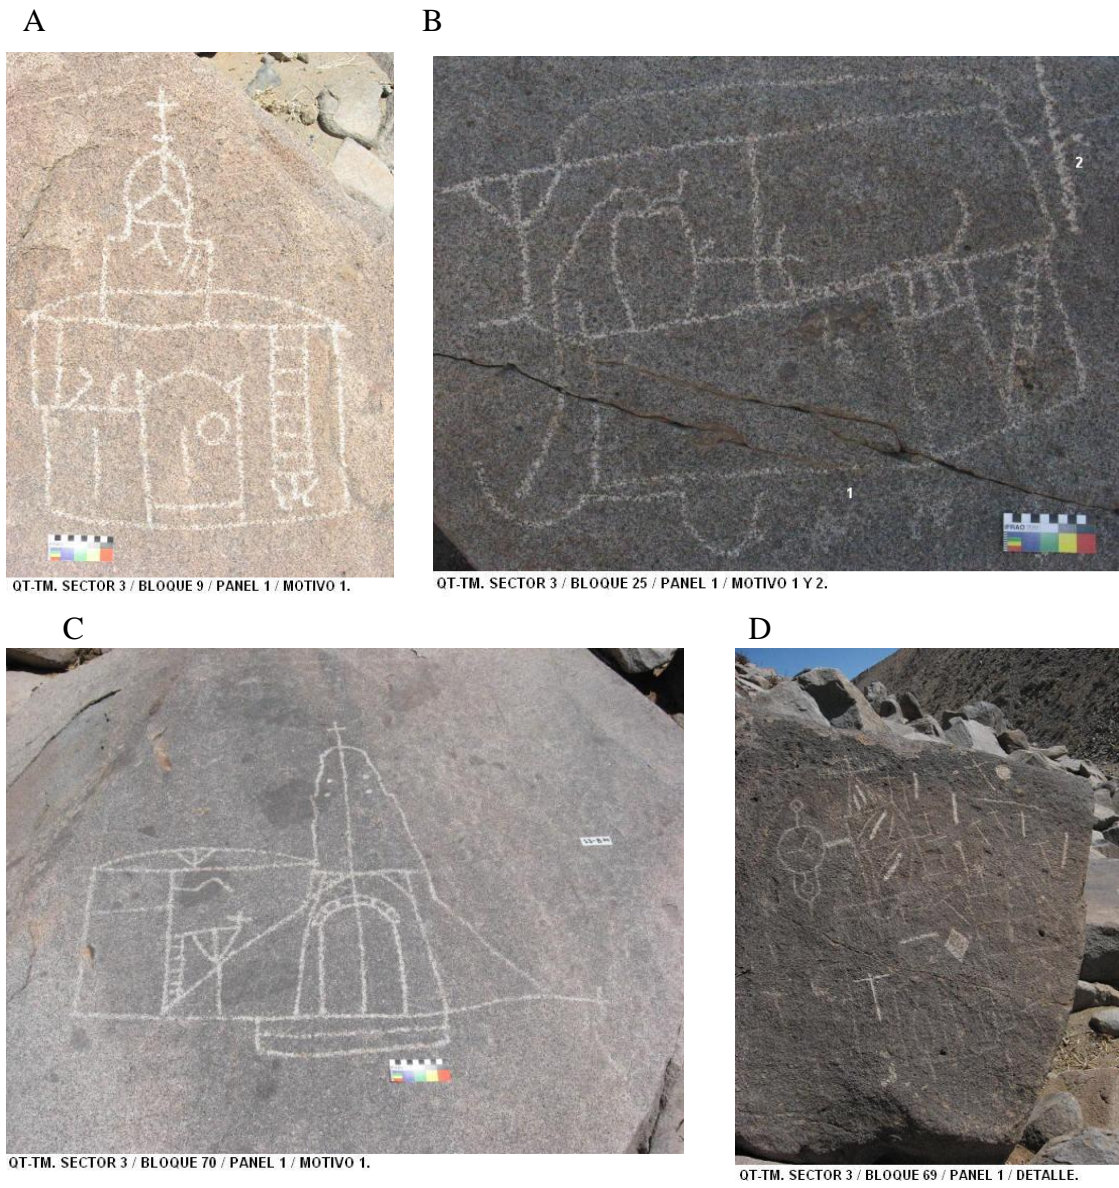 A
B
2
1
IFRAO
QT-TM. SECTOR 3 / BLOQUE 9 / PANEL 1 / MOTIVO 1.
QT-TM. SECTOR 3 / BLOQUE 25 / PANEL 1 / MOTIVO 1 Y 2.
C
D
QT-TM. SECTOR 3 / BLOQUE 70 / PANEL 1 / MOTIVO 1.
QT-TM. SECTOR 3 / BLOQUE 69 / PANEL 1 / DETALLE.